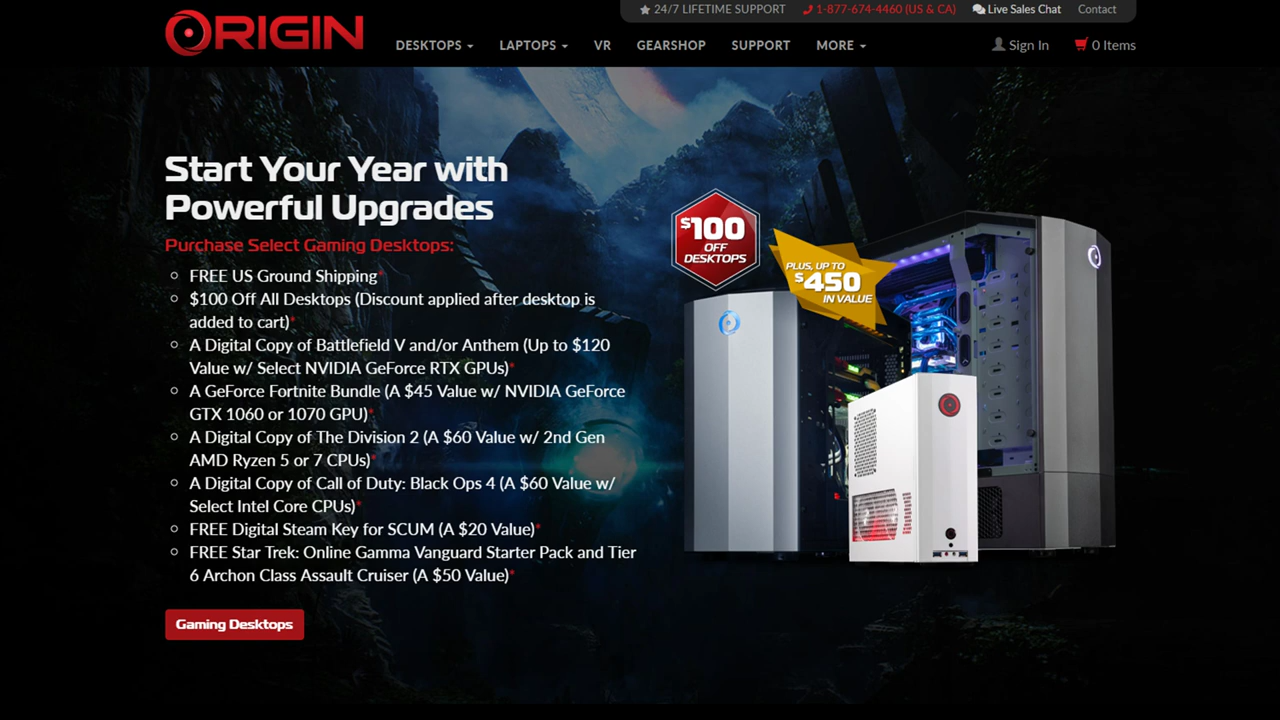 ORIGIN
24/7 LIFETIME SUPPORT
1-877-674-4460 (US & CA)
Live Sales Chat
Contact
DESKTOPS
LAPTOPS
VR
GEARSHOP
SUPPORT
MORE
Sign In
0 Items
Start Your Year with
Powerful Upgrades
Purchase Select Gaming Desktops:
FREE US Ground Shipping*
$100 Off All Desktops (Discount applied after desktop is
added to cart)*
A Digital Copy of Battlefield V and/or Anthem (Up to $120
Value w/ Select NVIDIA GeForce RTX GPUs)*
A GeForce Fortnite Bundle (A $45 Value w/ NVIDIA GeForce
GTX 1060 or 1070 GPU)*
A Digital Copy of The Division 2 (A $60 Value w/ 2nd Gen
AMD Ryzen 5 or 7 CPUs)*
A Digital Copy of Call of Duty: Black Ops 4 (A $60 Value w/
Select Intel Core CPUs)*
FREE Digital Steam Key for SCUM (A $20 Value)*
FREE Star Trek: Online Gamma Vanguard Starter Pack and Tier
6 Archon Class Assault Cruiser (A $50 Value)*
Gaming Desktops
$100
OFF
DESKTOPS
PLUS, UP TO
$450
IN VALUE